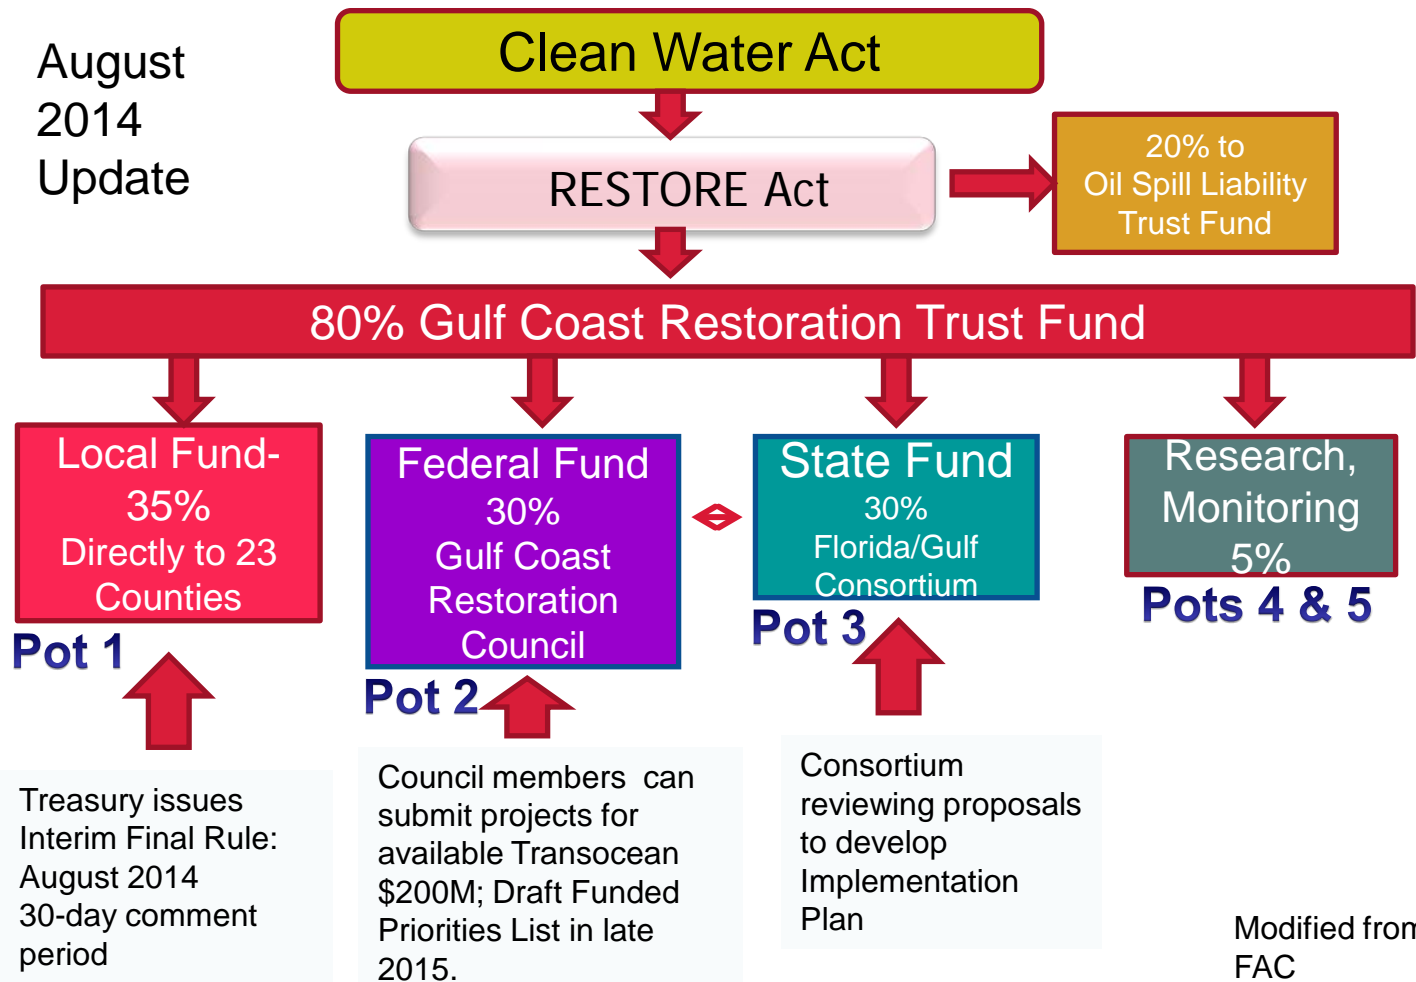 August
2014
Update
Clean Water Act
RESTORE Act
20% to
Oil Spill Liability
Trust Fund
80% Gulf Coast Restoration Trust Fund
Local Fund-
35%
Directly to 23
Counties
Pot 1
Federal Fund
30%
Gulf Coast
Restoration
Council
Pot 2
State Fund
30%
Florida/Gulf
Consortium
Pot 3
Research,
Monitoring
5%
Pots 4 & 5
Treasury issues
Interim Final Rule:
August 2014
30-day comment
period
Council members can
submit projects for
available Transocean
$200M; Draft Funded
Priorities List in late
2015.
Consortium
reviewing proposals
to develop
Implementation
Plan
Modified from
FAC